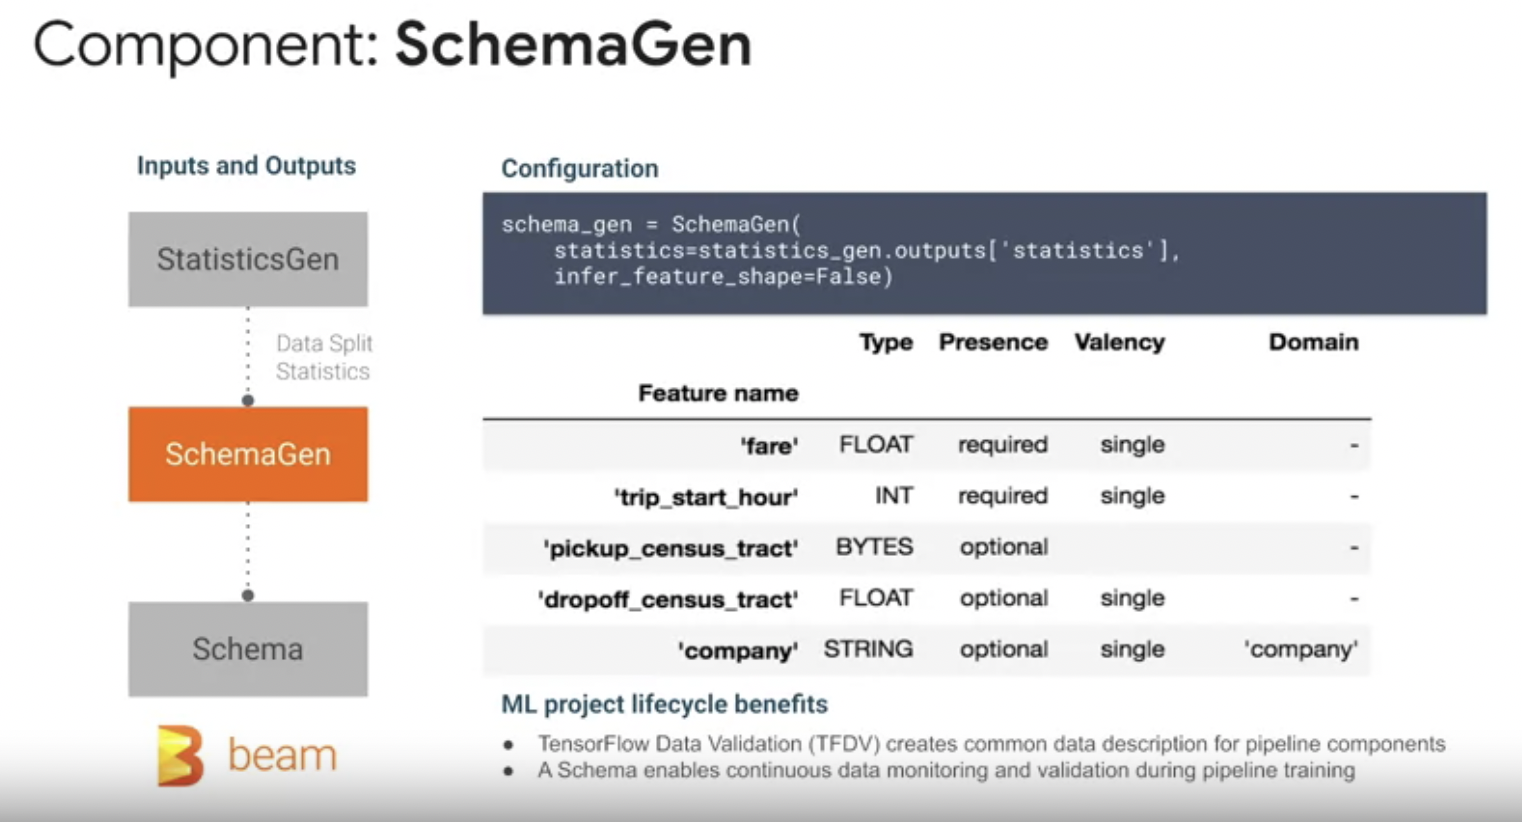 Component: SchemaGen
Inputs and Outputs
StatisticsGen
Data Split
Statistics
SchemaGen
Schema
beam
Configuration
schema_gen = SchemaGen(
    statistics=statistics_gen.outputs['statistics'],
    infer_feature_shape=False)
Type Presence Valency Domain
Feature name
'fare' FLOAT required single -
'trip_start_hour' INT required single -
'pickup_census_tract' BYTES optional -
'dropoff_census_tract' FLOAT optional single -
'company' STRING optional single 'company'
ML project lifecycle benefits
● TensorFlow Data Validation (TFDV) creates common data description for pipeline components
● A Schema enables continuous data monitoring and validation during pipeline training